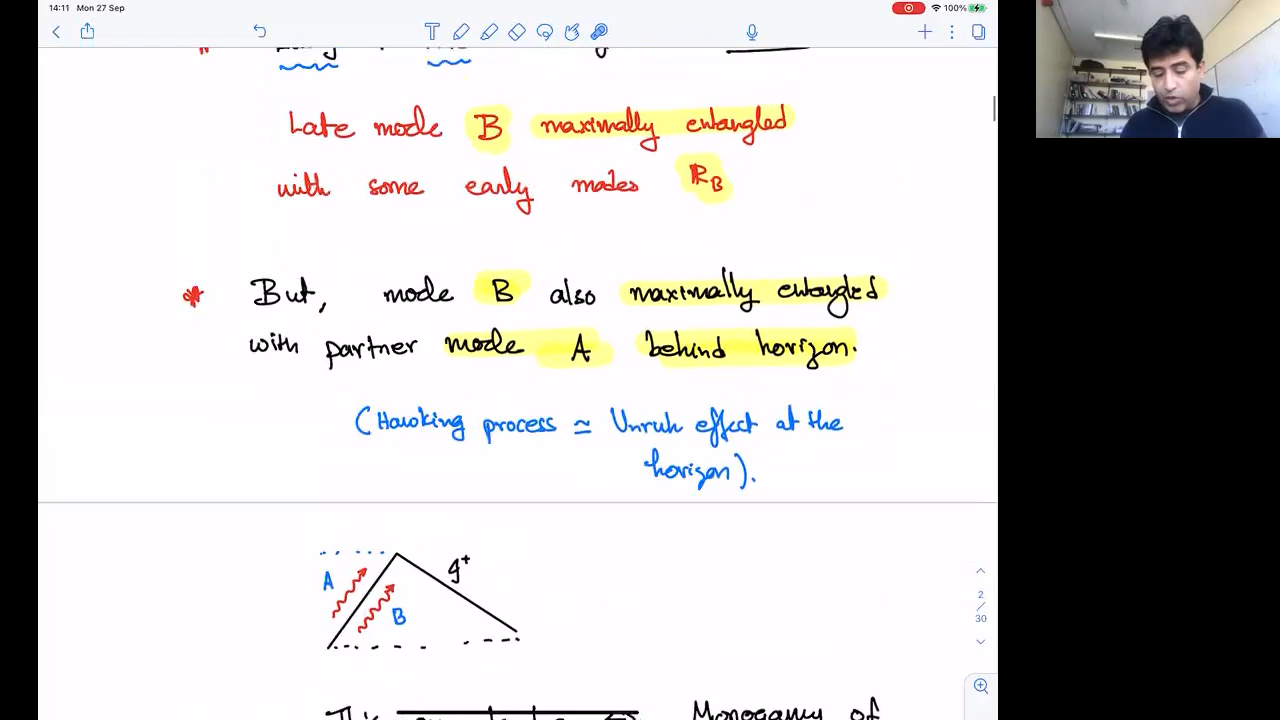 14:11 Mon 27 Sep
100%
Late mode B maximally entangled
with some early modes R_B
* But, mode B also maximally entangled
with partner mode A behind horizon.
(Hawking process ≃ Unruh effect at the
horizon).
A
B
𝒥⁺
2
/
30
This
Monogamy of